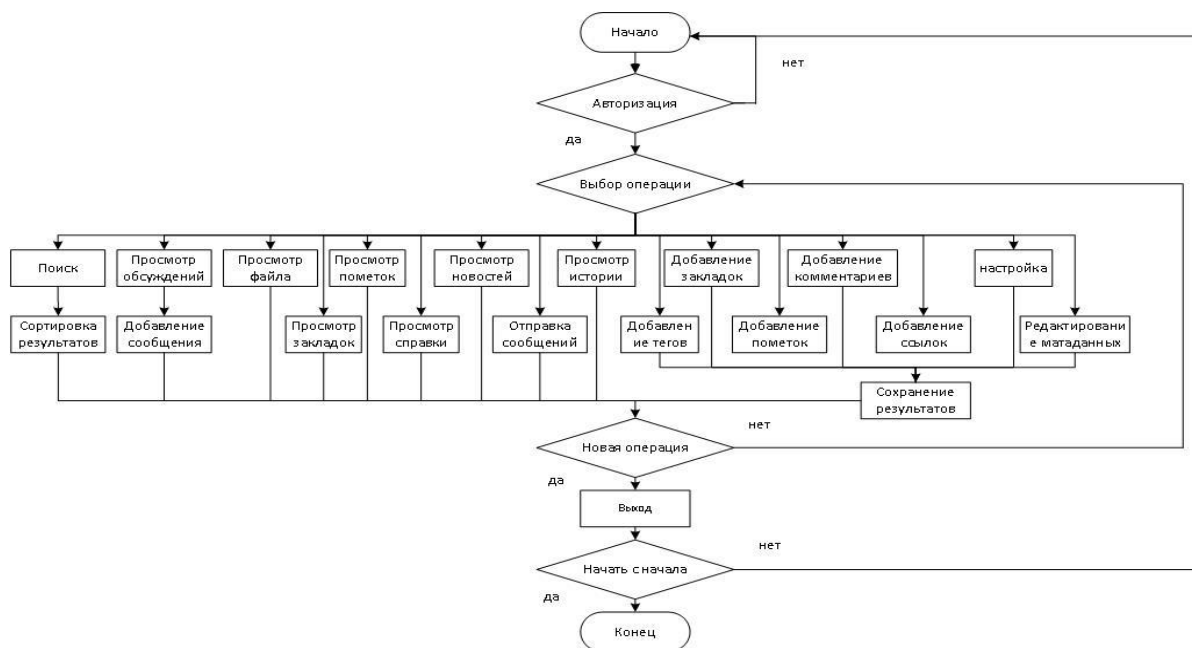 Начало
нет
Авторизация
да
Выбор операции
Поиск
Просмотр
обсуждений
Просмотр
файла
Просмотр
пометок
Просмотр
новостей
Просмотр
истории
Добавление
закладок
Добавление
комментариев
настройка
Сортировка
результатов
Добавление
сообщения
Просмотр
закладок
Просмотр
справки
Отправка
сообщений
Добавлен
ие тегов
Добавление
пометок
Добавление
ссылок
Редактировани
е матаданных
Сохранение
результатов
нет
Новая операция
да
Выход
нет
Начать с начала
да
Конец